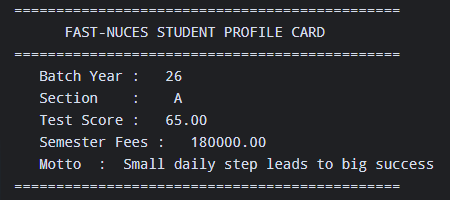 ===============================================
FAST-NUCES STUDENT PROFILE CARD
===============================================
Batch Year :   26
Section    :    A
Test Score :   65.00
Semester Fees :   180000.00
Motto  :  Small daily step leads to big success
===============================================